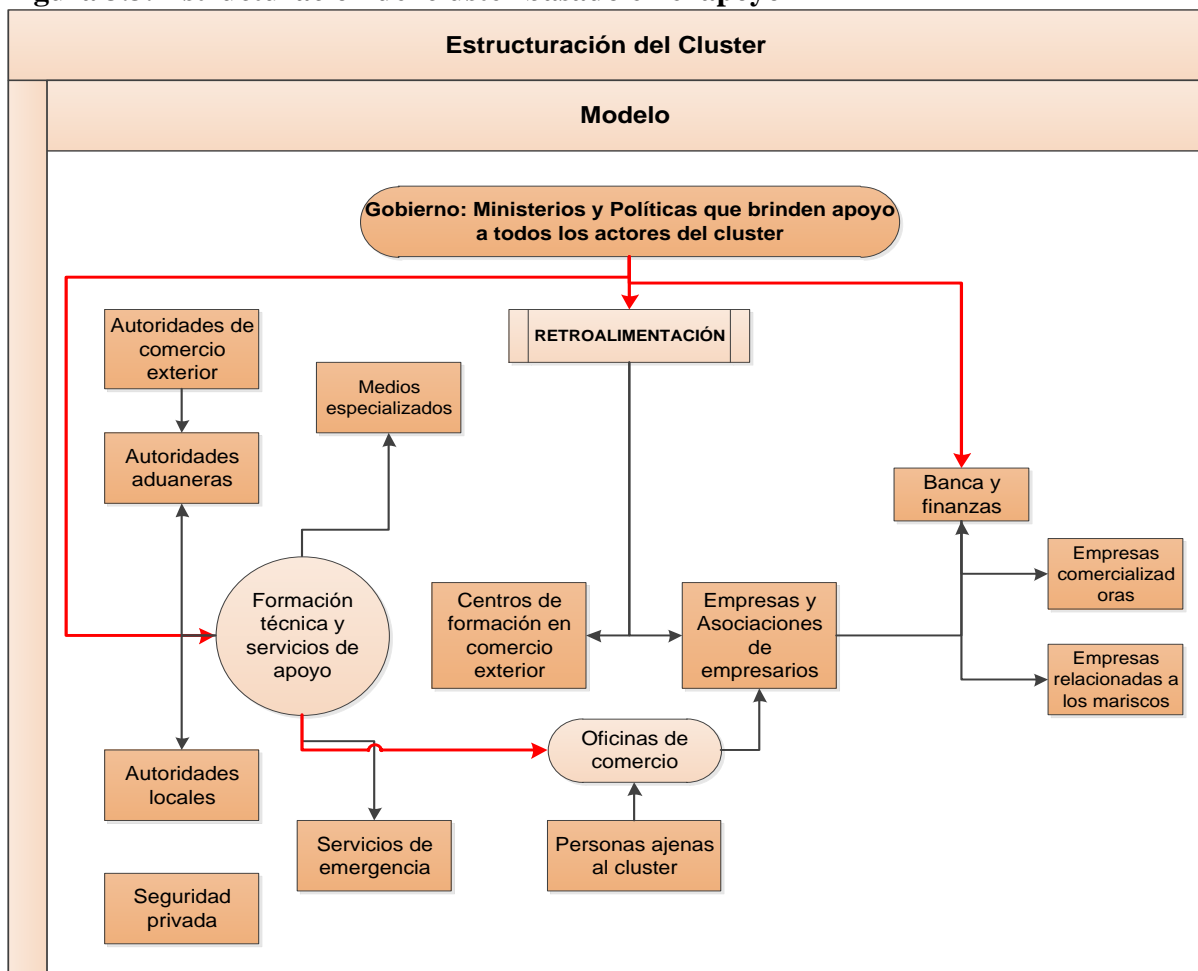 Estructuración del Cluster
Modelo
Gobierno: Ministerios y Políticas que brinden apoyo
a todos los actores del cluster
RETROALIMENTACIÓN
Autoridades de
comercio
exterior
Medios
especializados
Autoridades
aduaneras
Banca y
finanzas
Empresas
comercializad
oras
Formación
técnica y
servicios de
apoyo
Centros de
formación en
comercio
exterior
Empresas y
Asociaciones
de
empresarios
Empresas
relacionadas a
los mariscos
Oficinas de
comercio
Autoridades
locales
Servicios de
emergencia
Personas ajenas
al cluster
Seguridad
privada